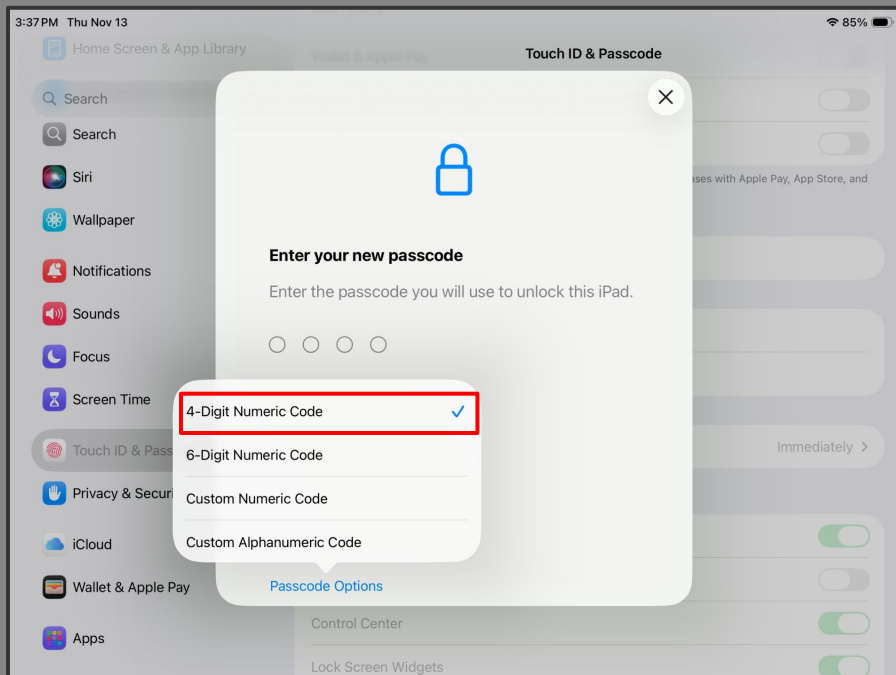 3:37 PM Thu Nov 13
85%
Home Screen & App Library
Wallet & Apple Pay
Touch ID & Passcode
Search
Search
Siri
Wallpaper
Notifications
Sounds
Focus
Screen Time
Touch ID & Pass
Privacy & Securi
iCloud
Wallet & Apple Pay
Apps
ases with Apple Pay, App Store, and
Enter your new passcode
Enter the passcode you will use to unlock this iPad.
4-Digit Numeric Code
6-Digit Numeric Code
Custom Numeric Code
Custom Alphanumeric Code
Passcode Options
Immediately
Control Center
Lock Screen Widgets